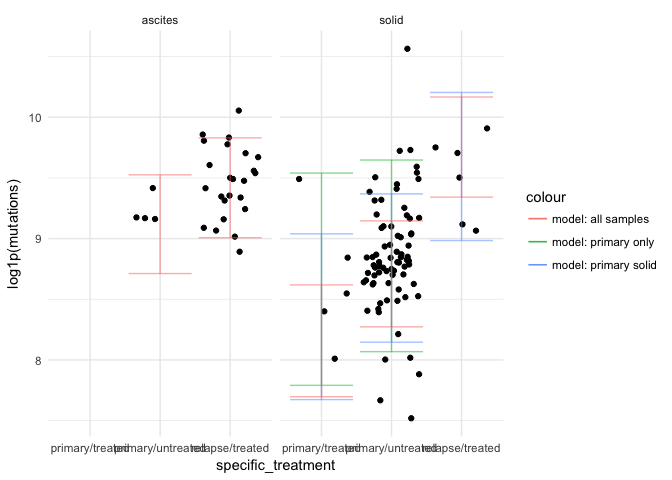 ascites
solid
10
9
8
log1p(mutations)
primary/treated
primary/untreated
relapse/treated
primary/treated
primary/untreated
relapse/treated
specific_treatment
colour
model: all samples
model: primary only
model: primary solid